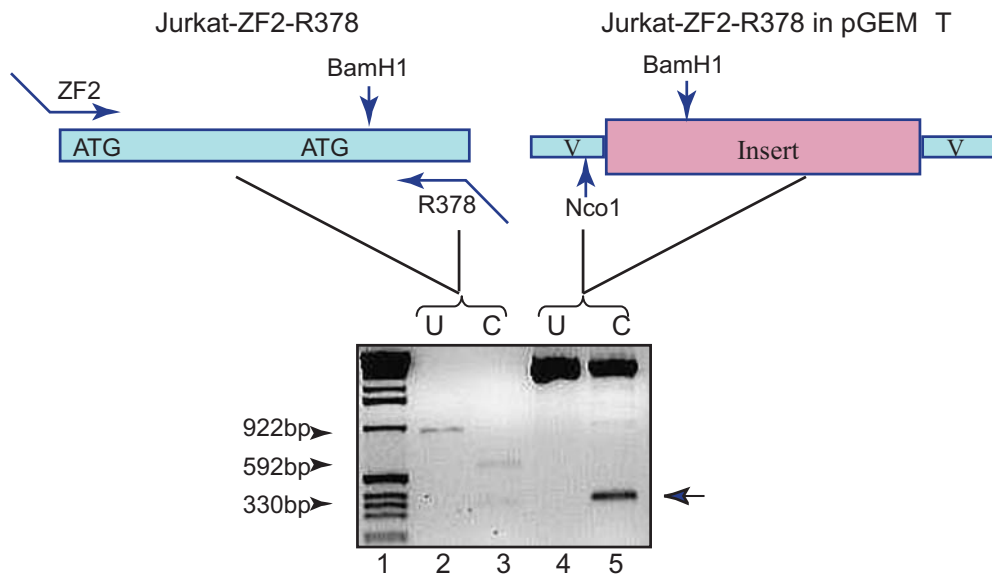 Jurkat-ZF2-R378
Jurkat-ZF2-R378 in pGEM T
BamH1
BamH1
ZF2
ATG ATG
V Insert V
R378
Nco1
U C U C
922bp
592bp
330bp
1 2 3 4 5